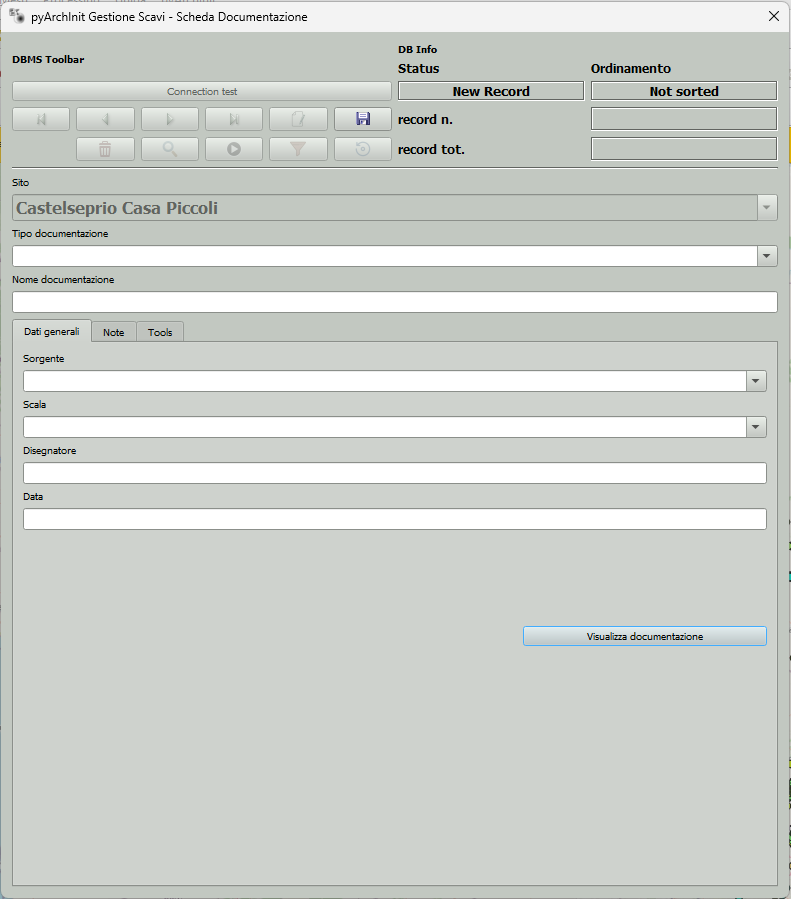 pyArchInit Gestione Scavi - Scheda Documentazione
DBMS Toolbar
DB Info
Status
Ordinamento
Connection test
New Record
Not sorted
record n.
record tot.
Sito
Castelseprio Casa Piccoli
Tipo documentazione
Nome documentazione
Dati generali
Note
Tools
Sorgente
Scala
Disegnatore
Data
Visualizza documentazione